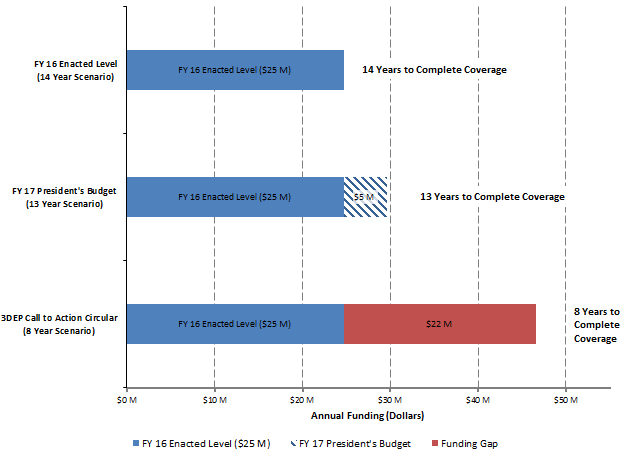 FY 16 Enacted Level
(14 Year Scenario)
FY 16 Enacted Level ($25 M)
14 Years to Complete Coverage
FY 17 President's Budget
(13 Year Scenario)
FY 16 Enacted Level ($25 M)
$5 M
13 Years to Complete Coverage
3DEP Call to Action Circular
(8 Year Scenario)
FY 16 Enacted Level ($25 M)
$22 M
8 Years to
Complete
Coverage
$0 M $10 M $20 M $30 M $40 M $50 M
Annual Funding (Dollars)
FY 16 Enacted Level ($25 M) FY 17 President's Budget Funding Gap